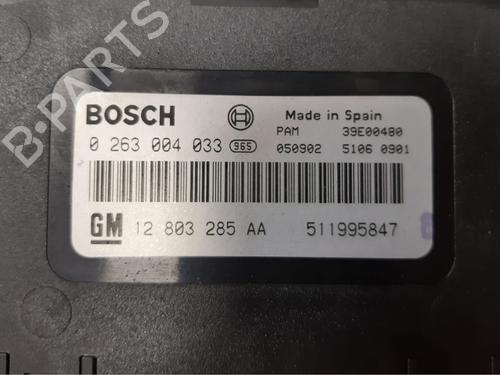 B-PARTS
BOSCH Made in Spain
PAM 39E00480
0 263 004 033 965 050902 5106 0901
GM 12 803 285 AA 511995847